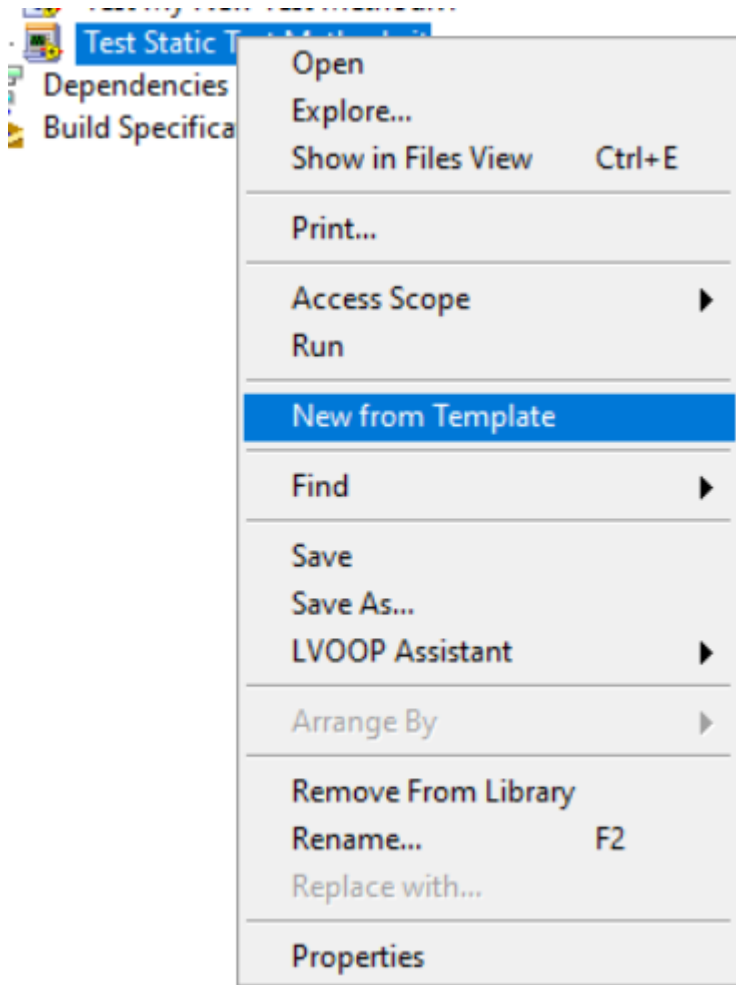 Test Static
Dependencies
Build Specifica
Open
Explore...
Show in Files View Ctrl+E
Print...
Access Scope
Run
New from Template
Find
Save
Save As...
LVOOP Assistant
Arrange By
Remove From Library
Rename... F2
Replace with...
Properties